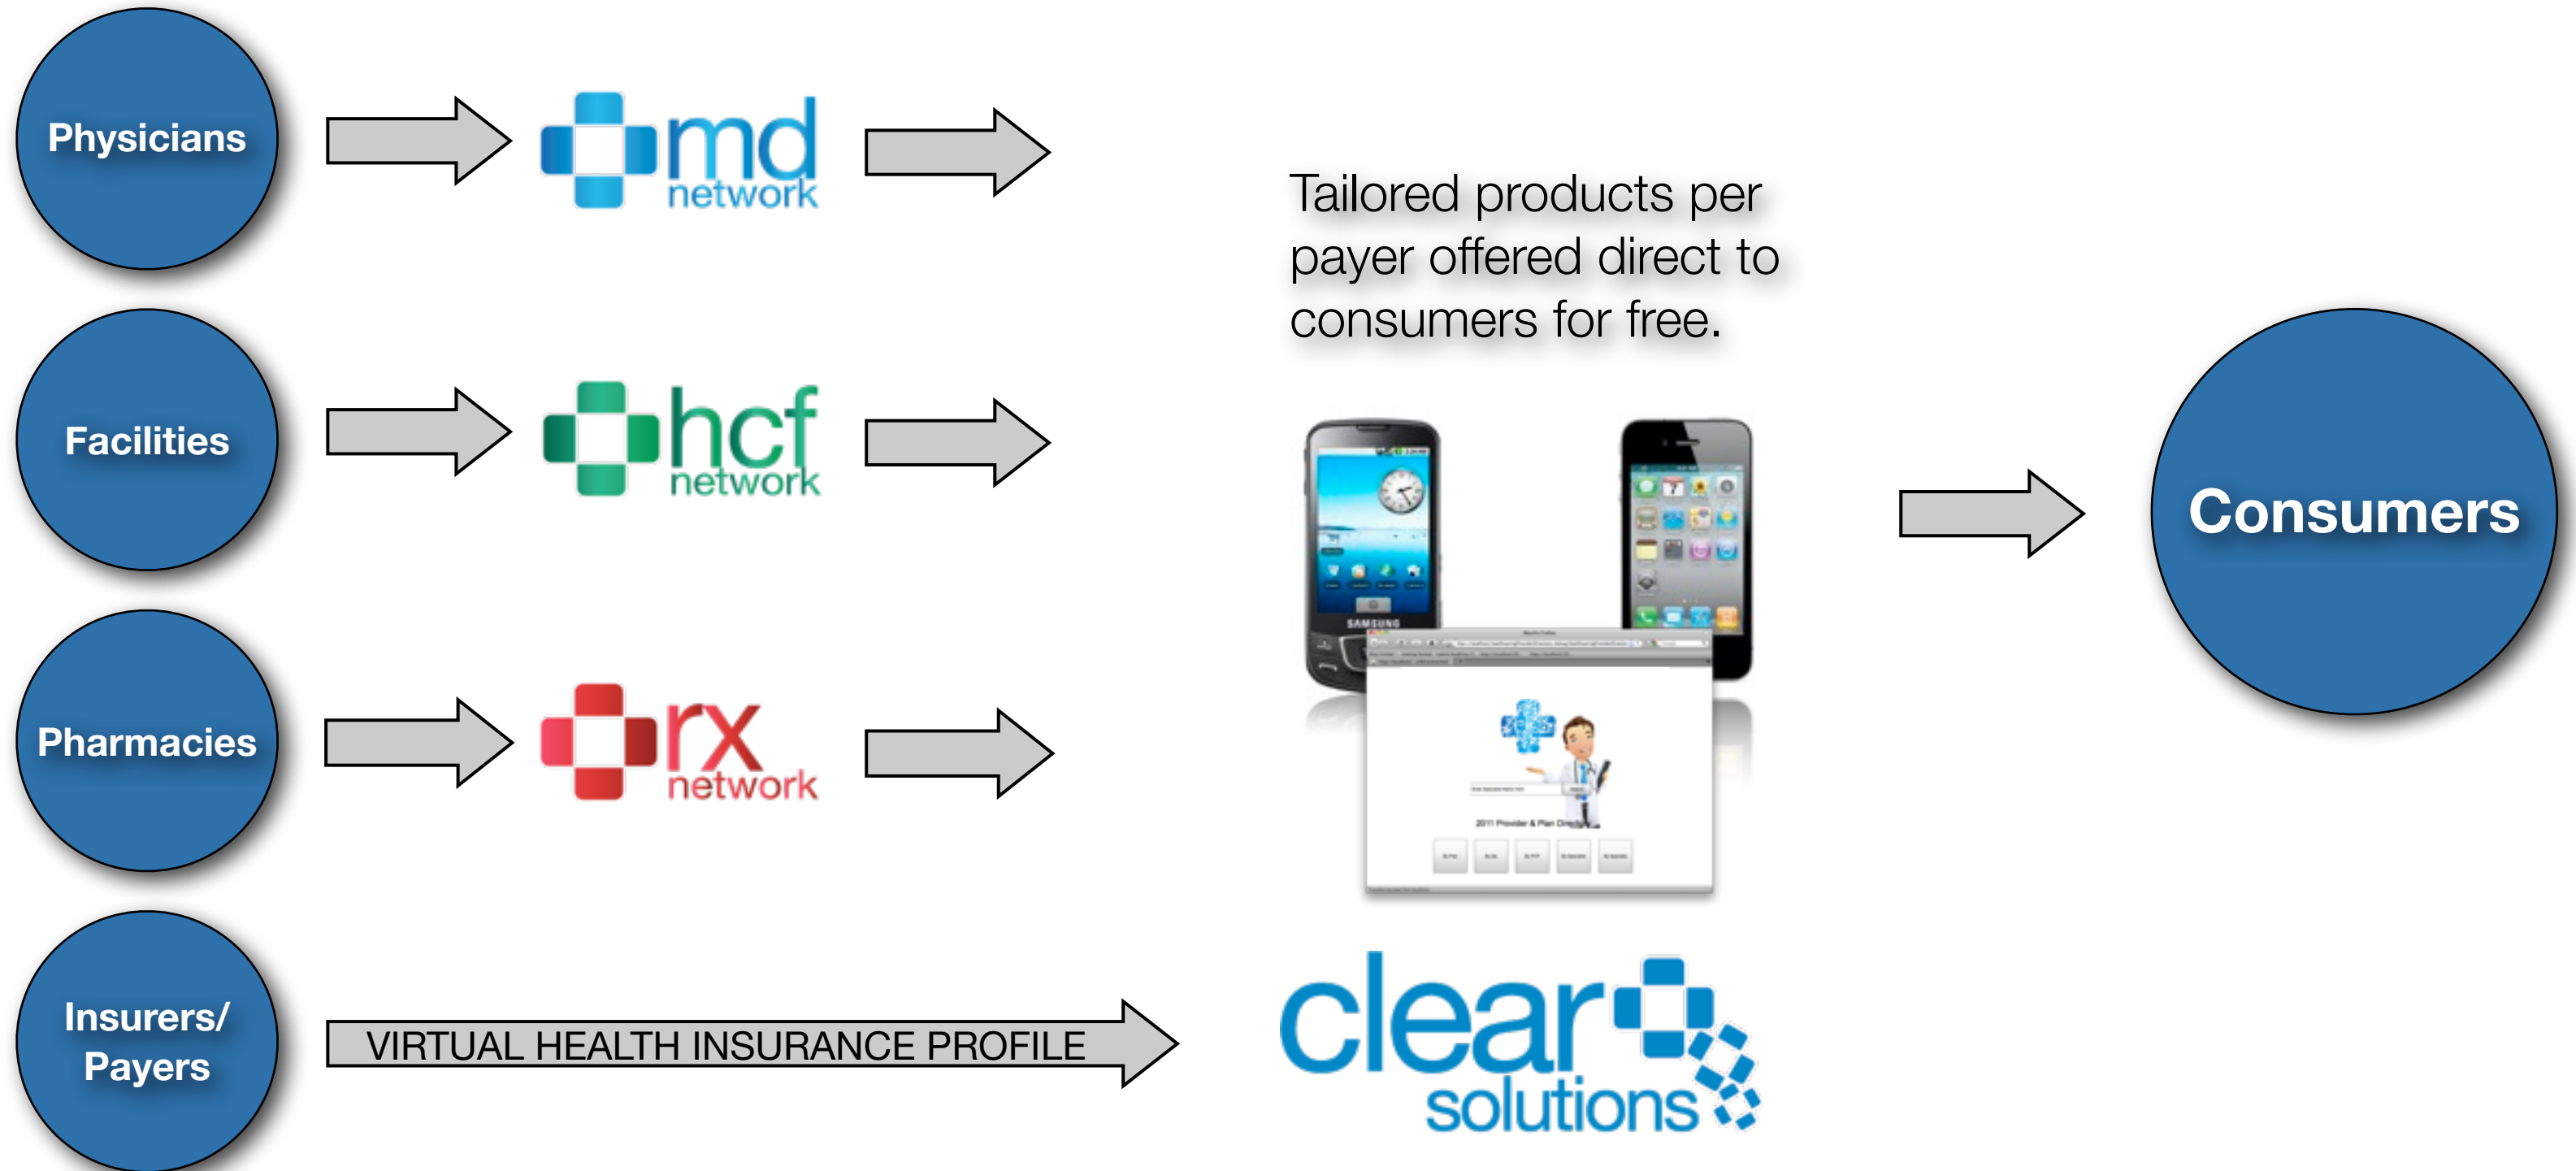 Physicians
md
network
Tailored products per
payer offered direct to
consumers for free.
Facilities
hcf
network
Consumers
SAMSUNG
Pharmacies
rx
network
2011 Provider & Plan
Insurers/
Payers
VIRTUAL HEALTH INSURANCE PROFILE
clear
solutions